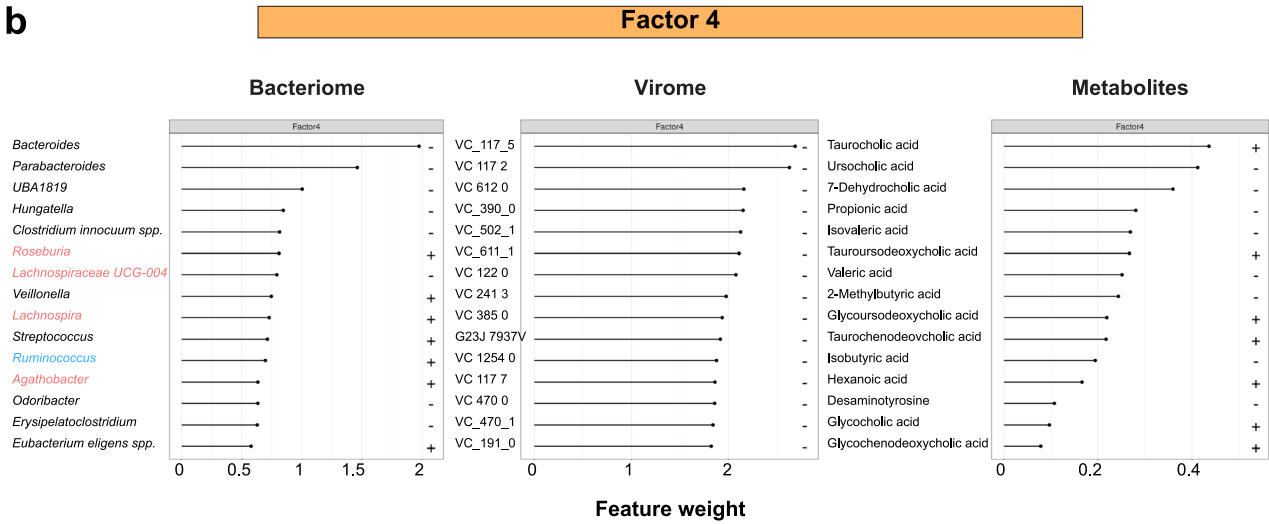 b
Factor 4
Bacteriome
Virome
Metabolites
Factor4
Factor4
Factor4
Bacteroides - VC_117_5 - Taurocholic acid +
Parabacteroides - VC 117 2 - Ursocholic acid -
UBA1819 - VC 612 0 - 7-Dehydrocholic acid -
Hungatella - VC_390_0 - Propionic acid -
Clostridium innocuum spp. - VC_502_1 - Isovaleric acid -
Roseburia + VC_611_1 - Tauroursodeoxycholic acid +
Lachnospiraceae UCG-004 - VC 122 0 - Valeric acid -
Veillonella + VC 241 3 - 2-Methylbutyric acid -
Lachnospira + VC 385 0 - Glycoursodeoxycholic acid +
Streptococcus + G23J 7937V - Taurochenodeovcholic acid +
Ruminococcus + VC 1254 0 - Isobutyric acid -
Agathobacter + VC 117 7 - Hexanoic acid +
Odoribacter - VC 470 0 - Desaminotyrosine -
Erysipelatoclostridium - VC_470_1 - Glycocholic acid +
Eubacterium eligens spp. + VC_191_0 - Glycochenodeoxycholic acid +
0 0.5 1 1.5 2 0 1 2 0 0.2 0.4
Feature weight